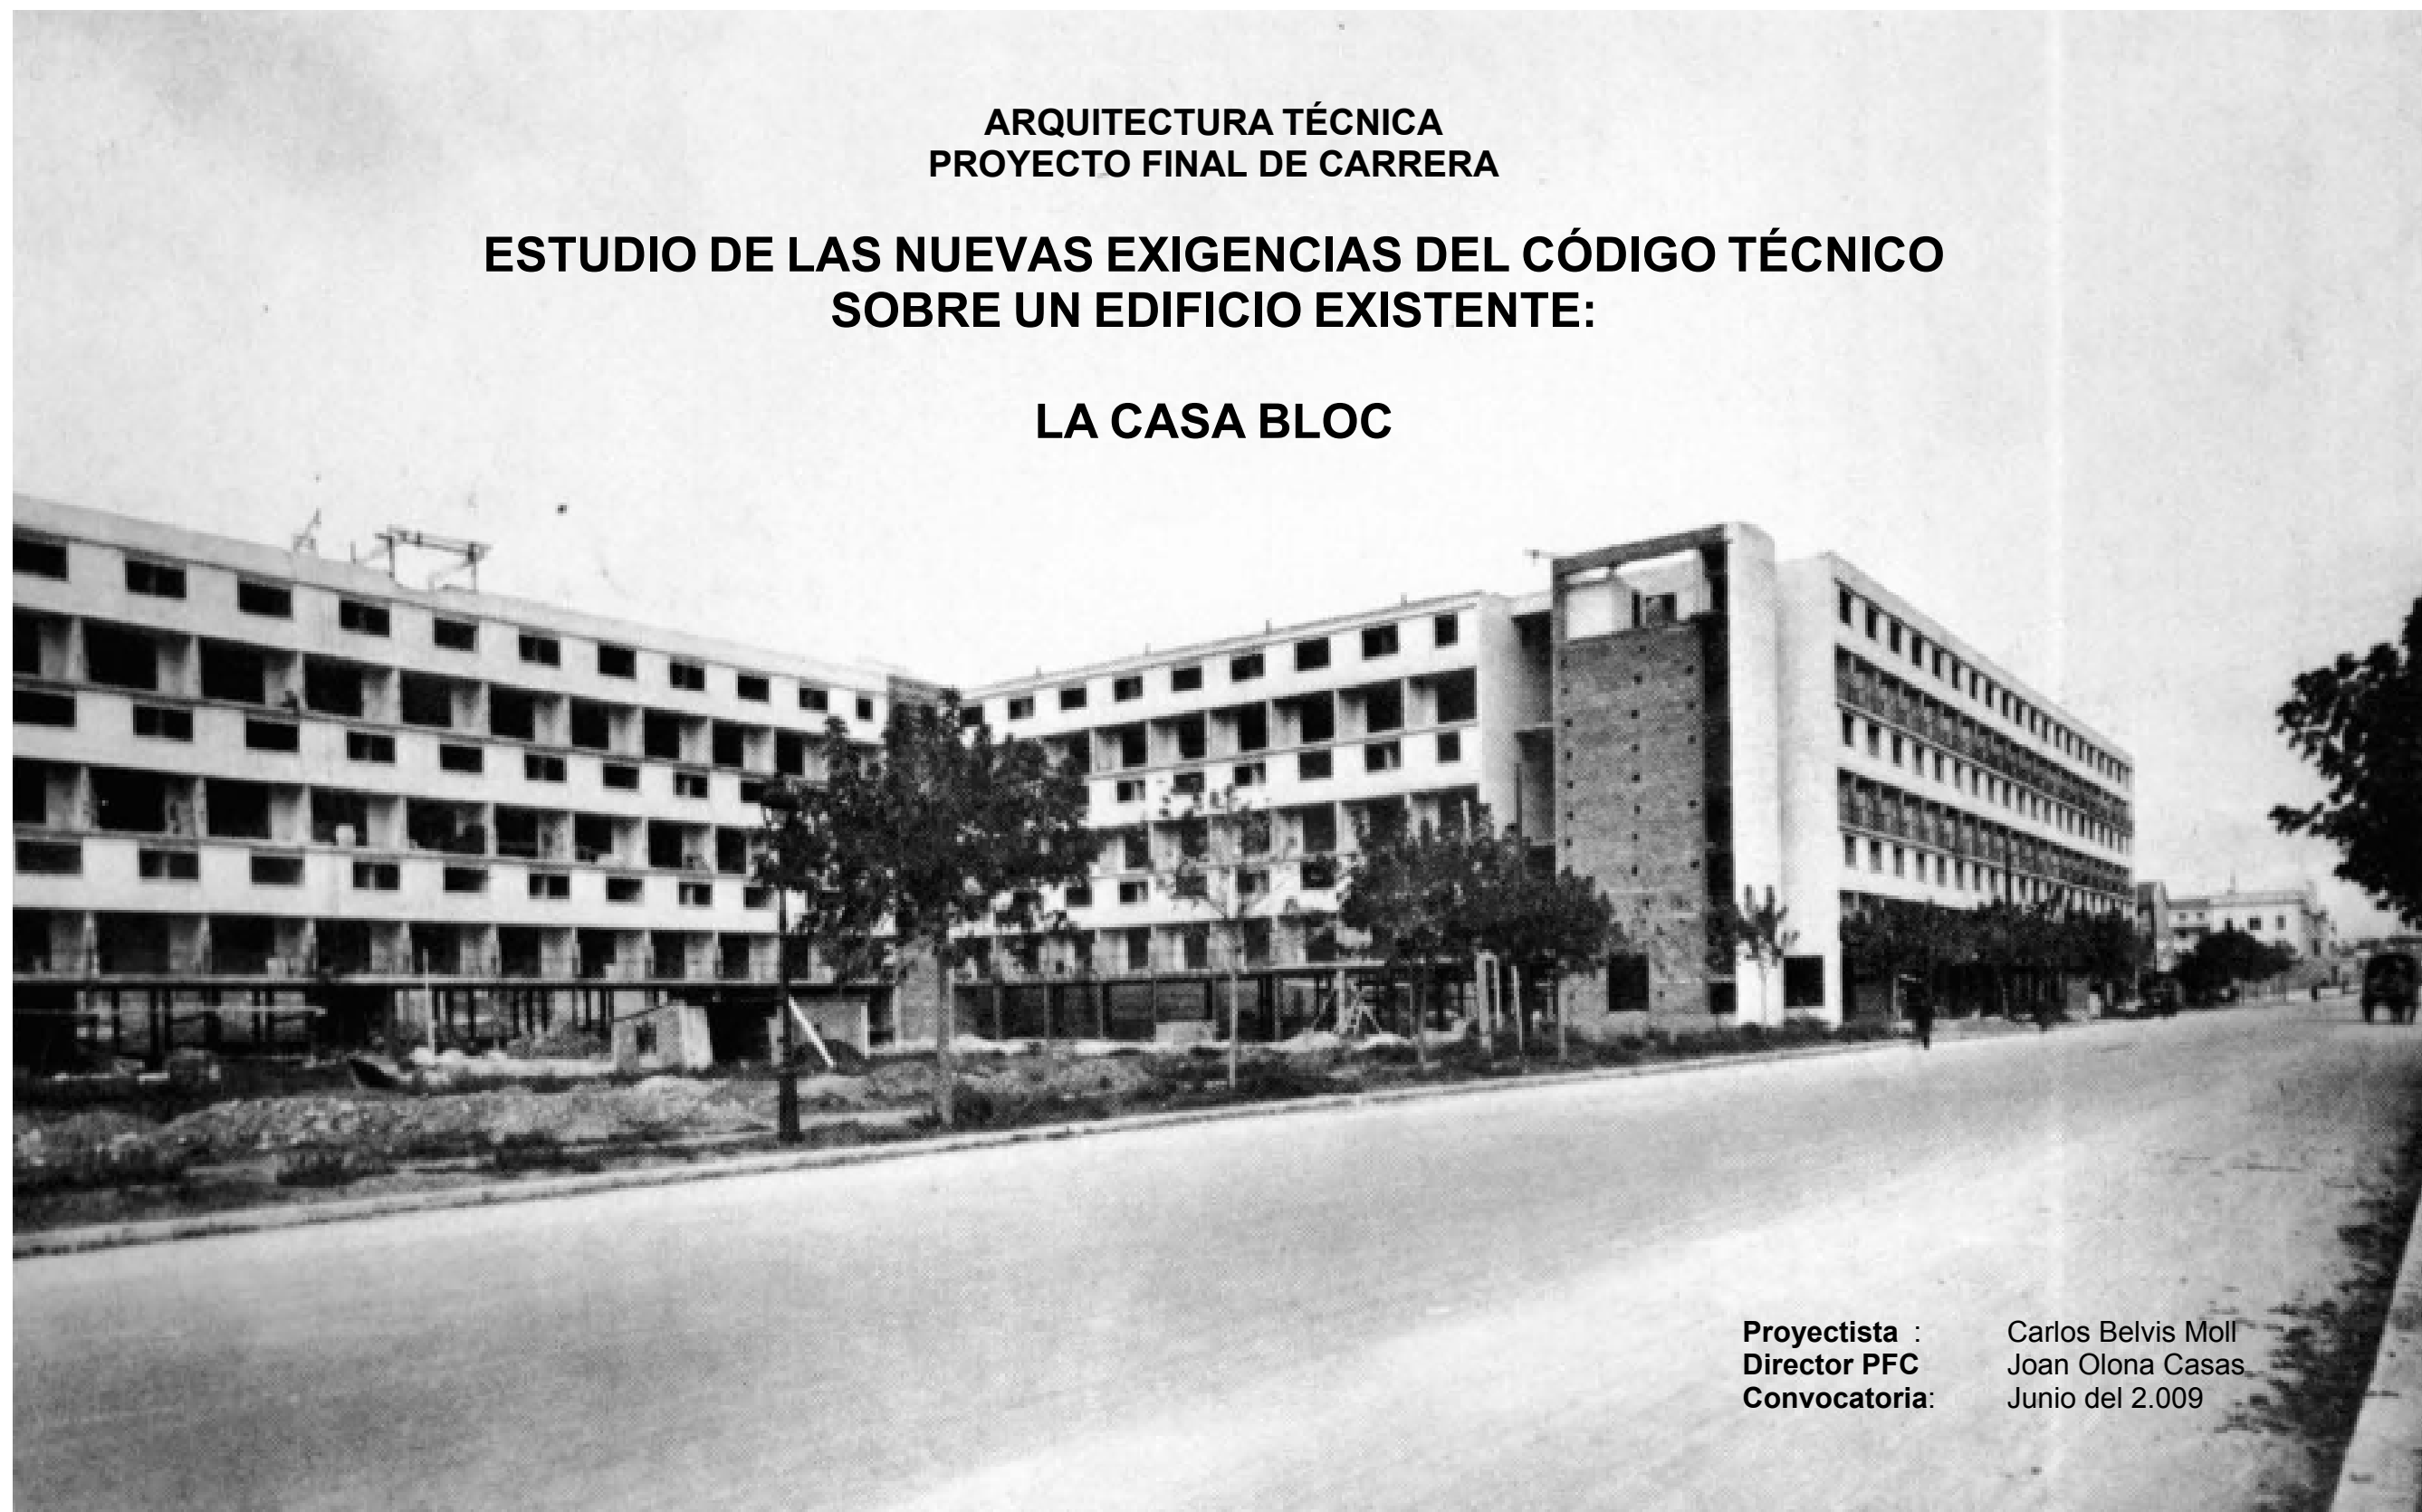 ARQUITECTURA TÉCNICA
PROYECTO FINAL DE CARRERA
ESTUDIO DE LAS NUEVAS EXIGENCIAS DEL CÓDIGO TÉCNICO
SOBRE UN EDIFICIO EXISTENTE:
LA CASA BLOC
Proyectista : Carlos Belvis Moll
Director PFC Joan Olona Casas
Convocatoria: Junio del 2.009